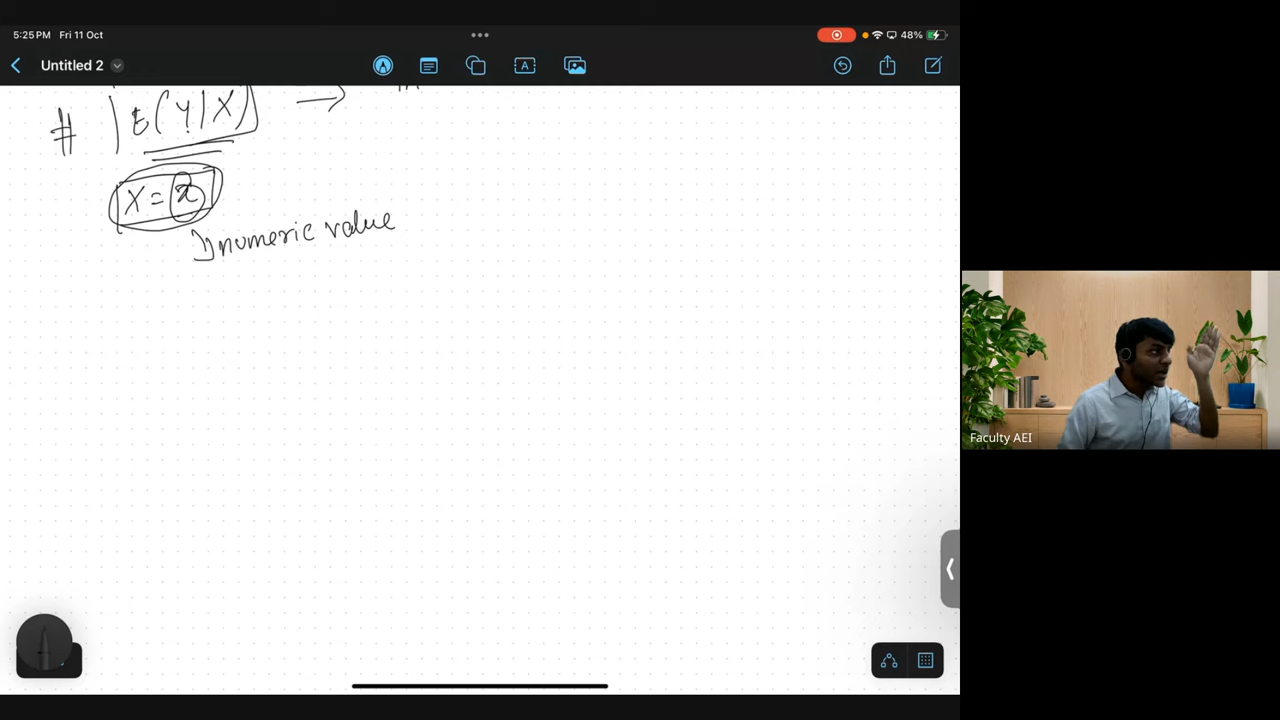 5:25 PM Fri 11 Oct
48%
Untitled 2
A
# E(Y|X) →
X = x
numeric value
Faculty AEI